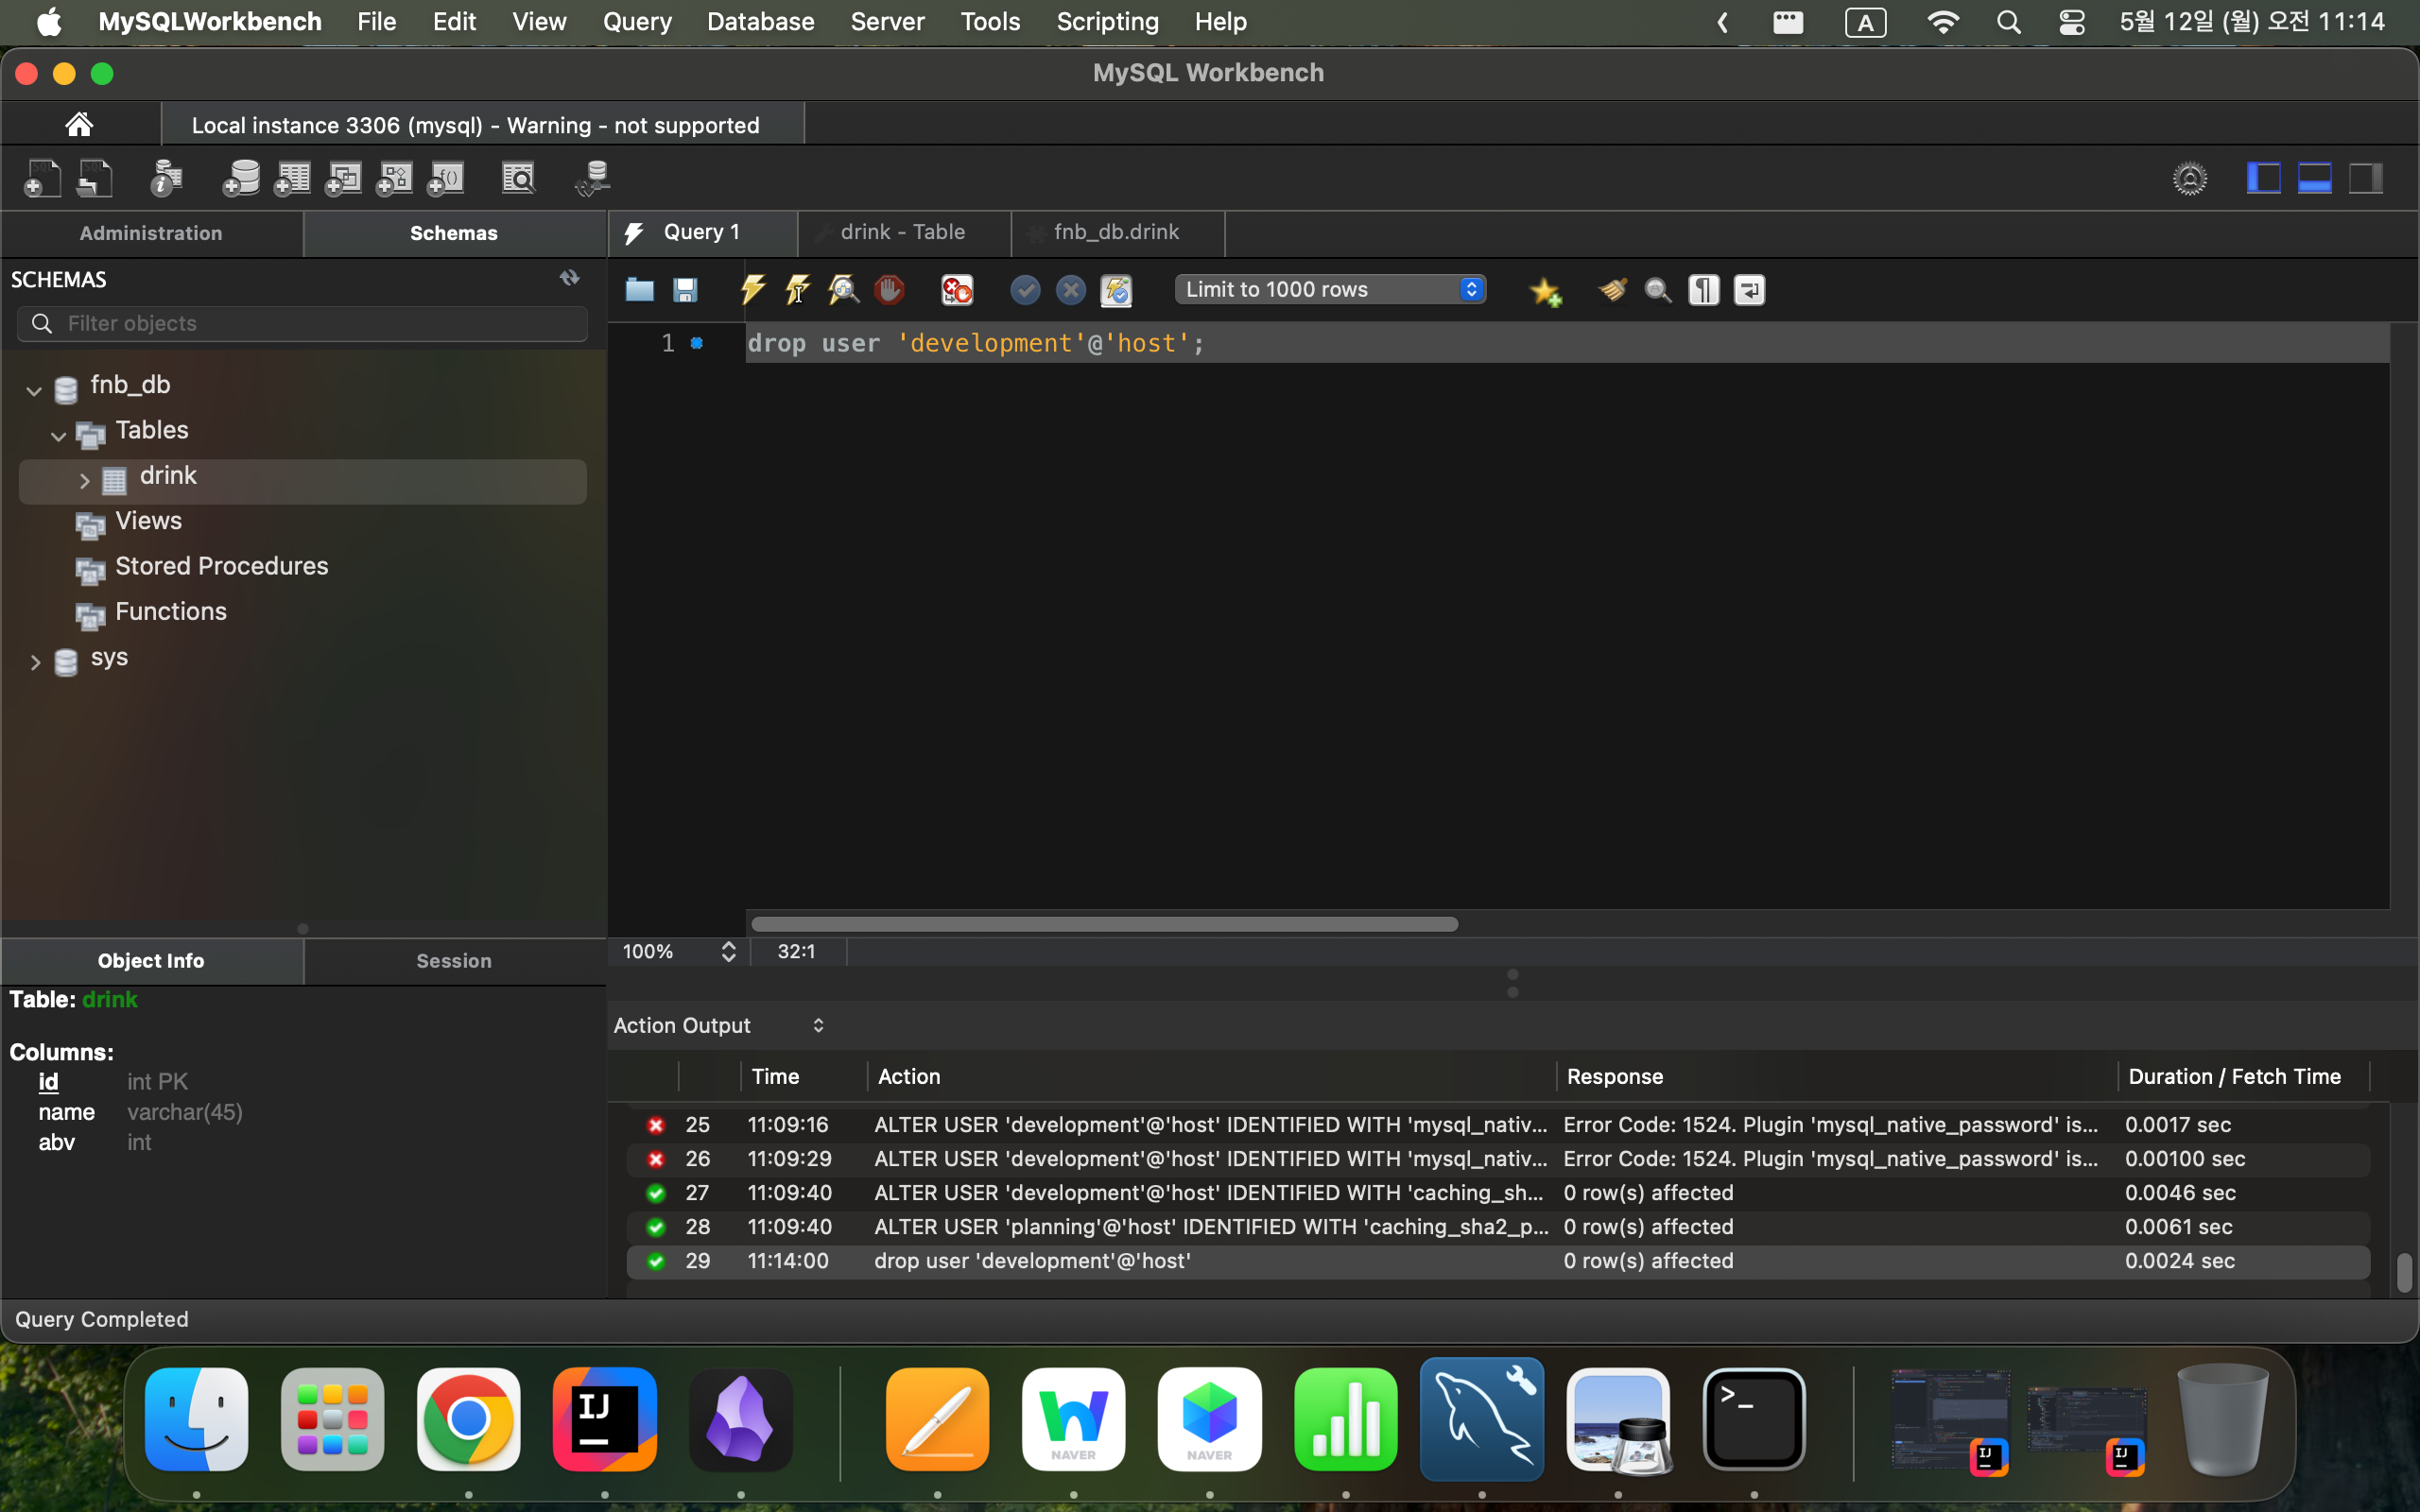 MySQLWorkbench File Edit View Query Database Server Tools Scripting Help A 5월 12일 (월) 오전 11:14
MySQL Workbench
Local instance 3306 (mysql) - Warning - not supported
Administration Schemas
Query 1 drink - Table fnb_db.drink
SCHEMAS
Limit to 1000 rows
Filter objects
1 drop user 'development'@'host';
fnb_db
Tables
drink
Views
Stored Procedures
Functions
sys
100% 32:1
Object Info Session
Table: drink
Action Output
Columns:
id int PK
name varchar(45)
abv int
Time Action Response Duration / Fetch Time
25 11:09:16 ALTER USER 'development'@'host' IDENTIFIED WITH 'mysql_nativ... Error Code: 1524. Plugin 'mysql_native_password' is... 0.0017 sec
26 11:09:29 ALTER USER 'development'@'host' IDENTIFIED WITH 'mysql_nativ... Error Code: 1524. Plugin 'mysql_native_password' is... 0.00100 sec
27 11:09:40 ALTER USER 'development'@'host' IDENTIFIED WITH 'caching_sh... 0 row(s) affected 0.0046 sec
28 11:09:40 ALTER USER 'planning'@'host' IDENTIFIED WITH 'caching_sha2_p... 0 row(s) affected 0.0061 sec
29 11:14:00 drop user 'development'@'host' 0 row(s) affected 0.0024 sec
Query Completed
IJ
NAVER
NAVER
IJ
IJ